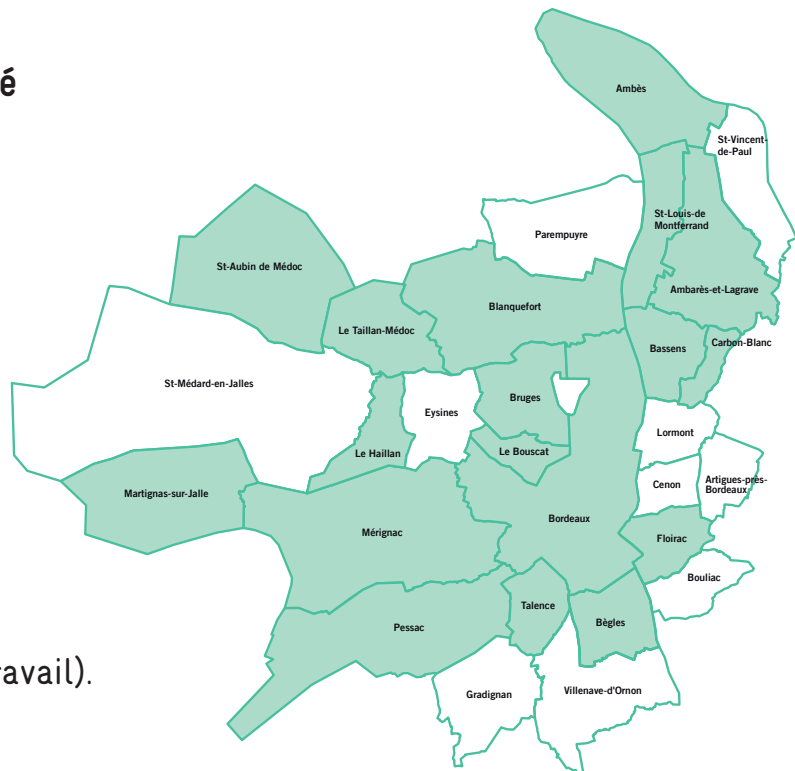 é
Ambès
St-Vincent-
de-Paul
St-Louis-de
Montferrand
Parempuyre
St-Aubin de Médoc
Ambarès-et-Lagrave
Blanquefort
Le Taillan-Médoc
Carbon-Blanc
Bassens
St-Médard-en-Jalles
Bruges
Eysines
Lormont
Le Bouscat
Le Haillan
Artigues-près-
Bordeaux
Cenon
Martignas-sur-Jalle
Bordeaux
Mérignac
Floirac
Bouliac
Talence
Bègles
Pessac
avail).
Gradignan
Villenave-d'Ornon